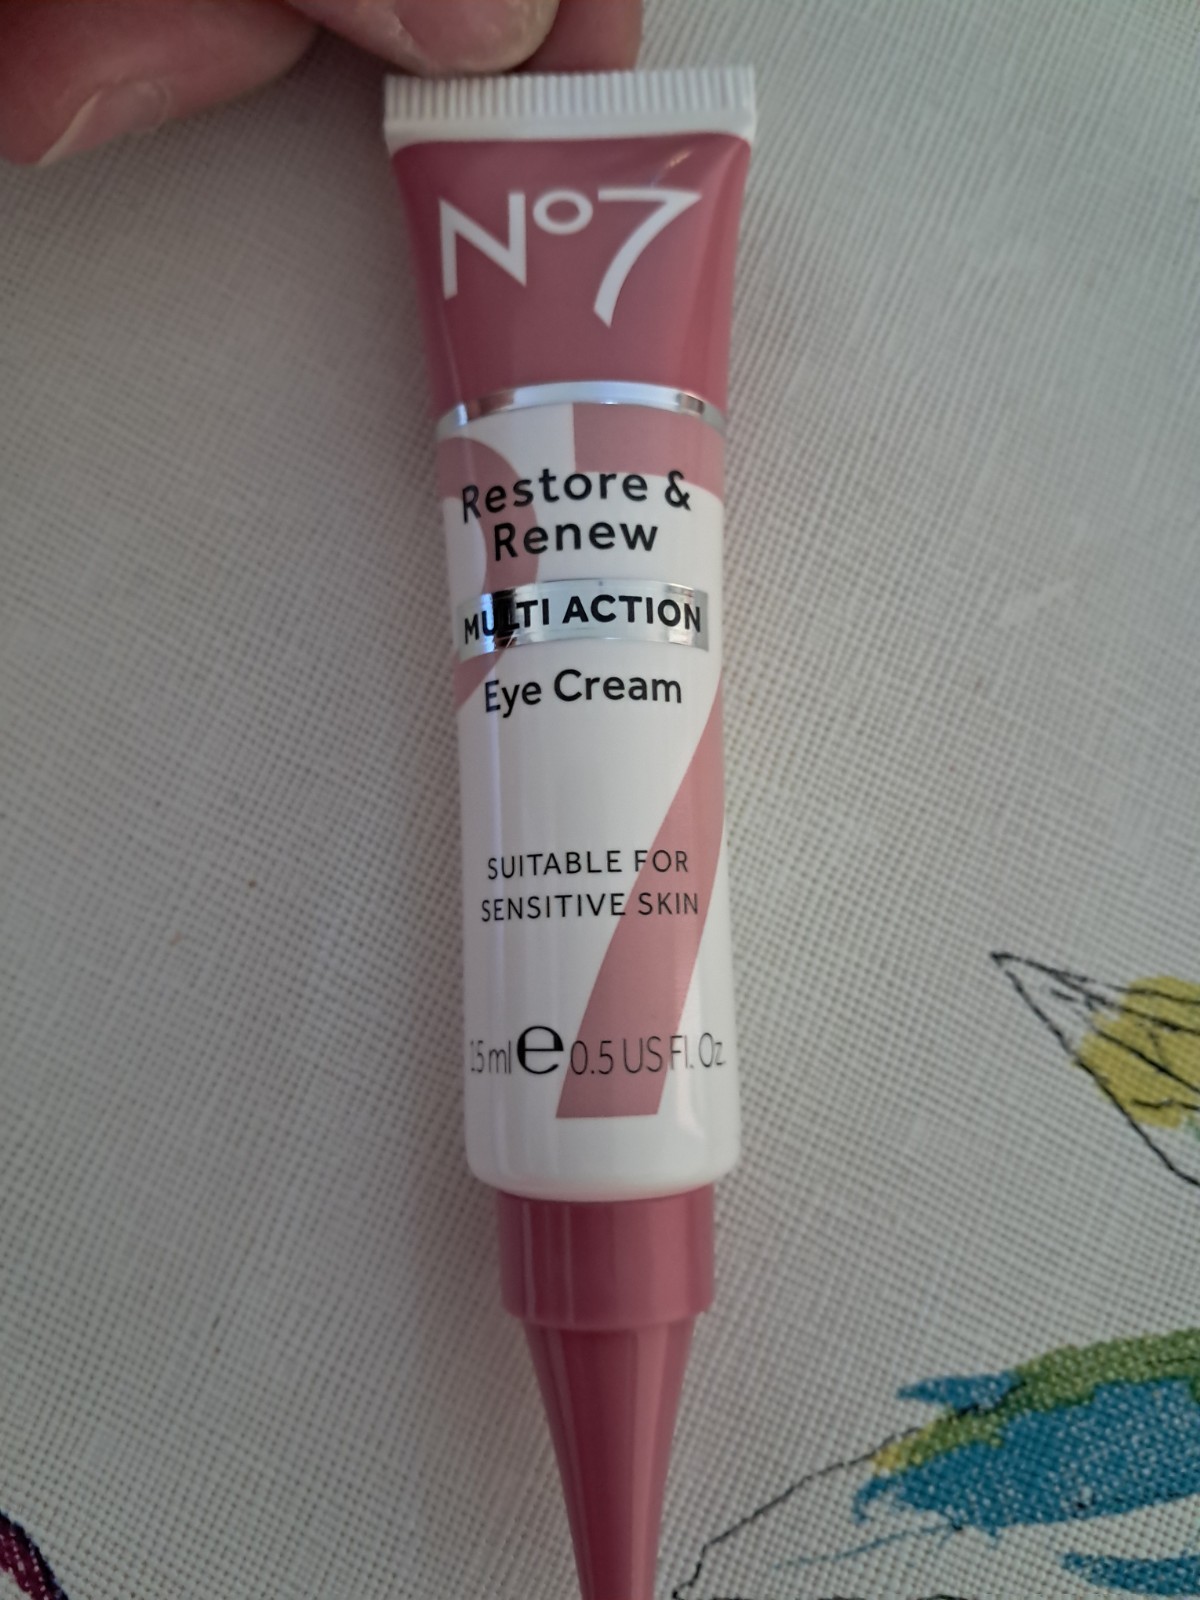 No7
Restore &
Renew
MULTI ACTION
Eye Cream
SUITABLE FOR
SENSITIVE SKIN
15ml e 0.5 US Fl. Oz